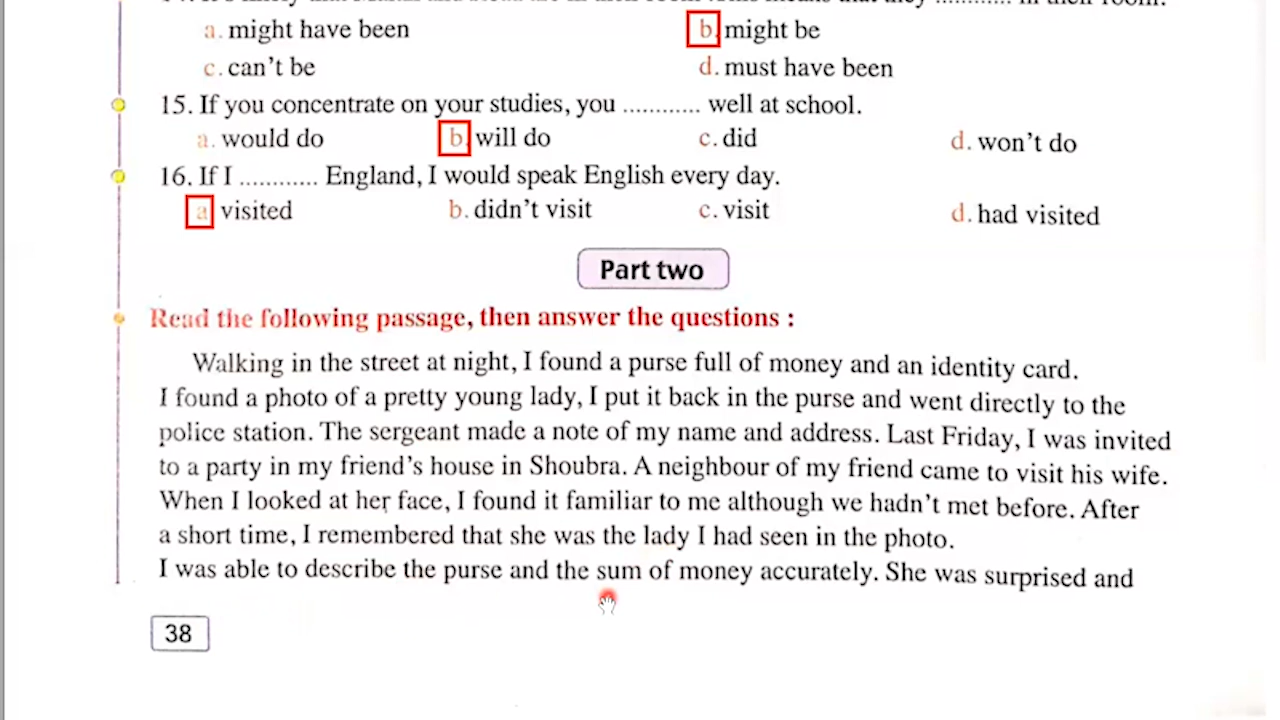 in their room.
a. might have been b. might be
c. can't be d. must have been
15. If you concentrate on your studies, you ............ well at school.
a. would do b. will do c. did d. won't do
16. If I ............ England, I would speak English every day.
a visited b. didn't visit c. visit d. had visited
Part two
Read the following passage, then answer the questions :
Walking in the street at night, I found a purse full of money and an identity card.
I found a photo of a pretty young lady, I put it back in the purse and went directly to the
police station. The sergeant made a note of my name and address. Last Friday, I was invited
to a party in my friend's house in Shoubra. A neighbour of my friend came to visit his wife.
When I looked at her face, I found it familiar to me although we hadn't met before. After
a short time, I remembered that she was the lady I had seen in the photo.
I was able to describe the purse and the sum of money accurately. She was surprised and
38